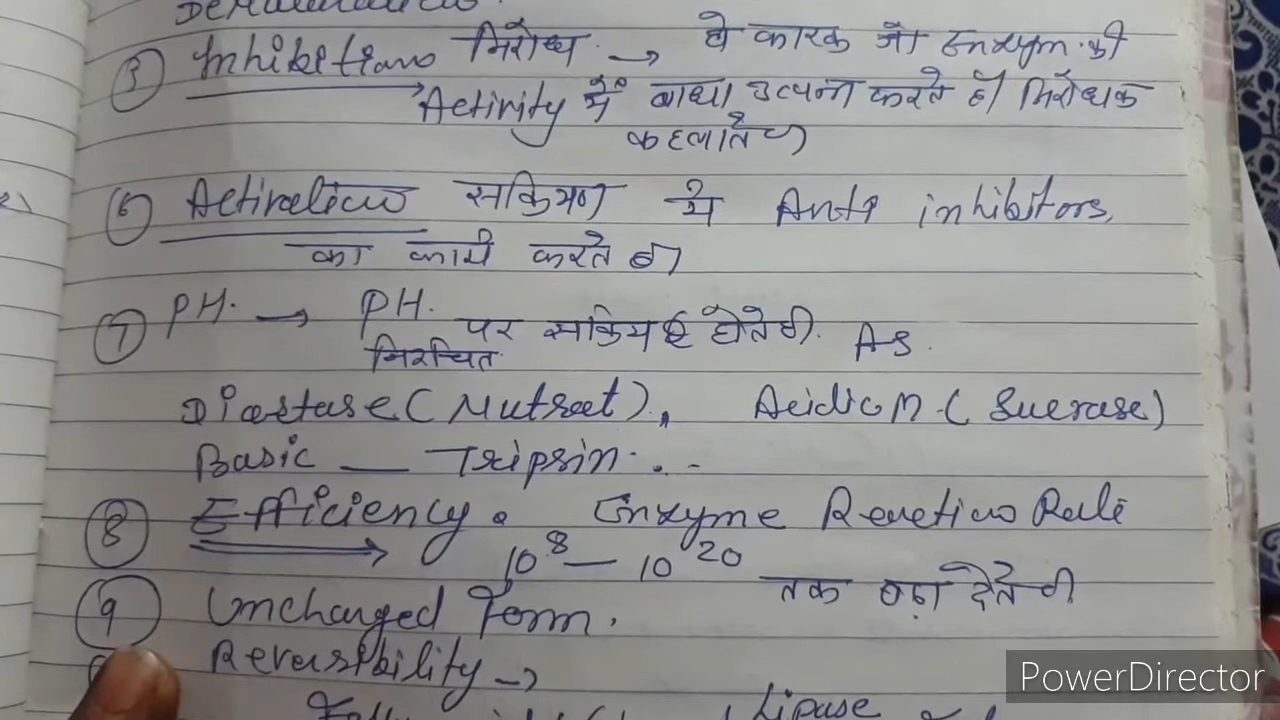 ⑤ Inhibitions निरोध → वे कारक जो Enzym. की
Activity में बाधा उत्पन्न करते हैं निरोधक
कहलाते है
⑥ Activation सक्रियण ये Anti inhibitors,
का कार्य करते है
⑦ PH. → PH. पर सक्रिय होते है. As.
निश्चित
Diastase (Nutral), Acidic m. (Sucrase)
Basic — Tripsin...
⑧ Efficiency. Enzyme Reaction Rate
10⁸ — 10²⁰ तक बढ़ा देते है
⑨ Unchanged Form.
Reversibility →
Lipase
PowerDirector